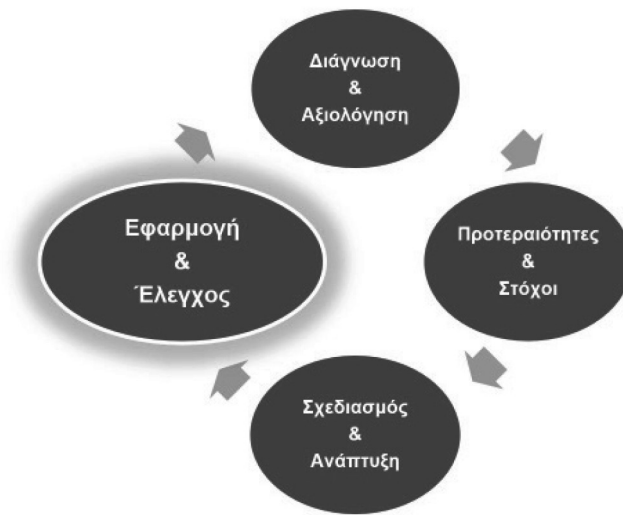 Διάγνωση
&
Αξιολόγηση
Προτεραιότητες
&
Στόχοι
Σχεδιασμός
&
Ανάπτυξη
Εφαρμογή
&
Έλεγχος